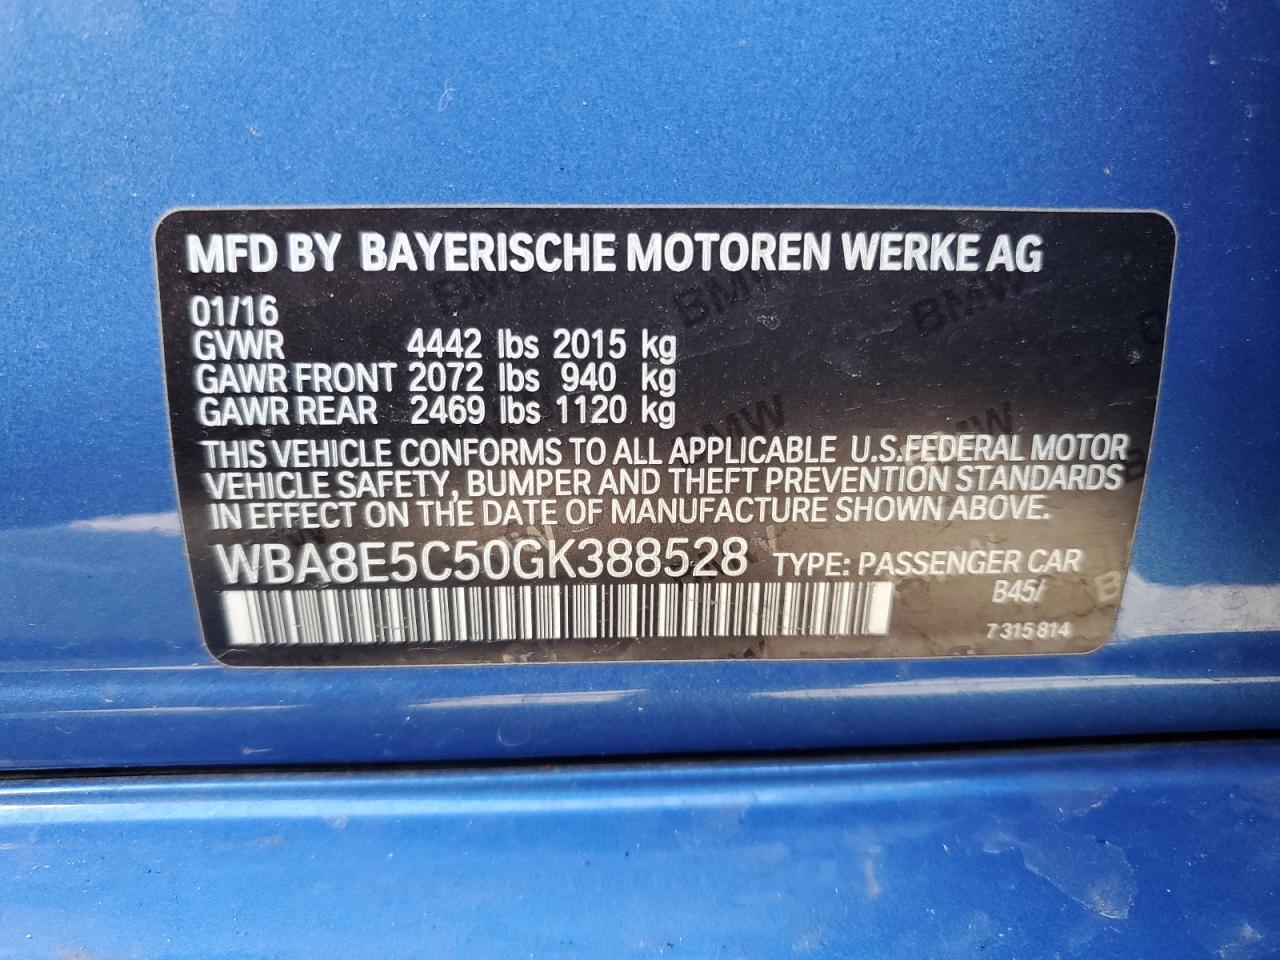 MFD BY BAYERISCHE MOTOREN WERKE AG
01/16
GVWR 4442 lbs 2015 kg
GAWR FRONT 2072 lbs 940 kg
GAWR REAR 2469 lbs 1120 kg
THIS VEHICLE CONFORMS TO ALL APPLICABLE U.S.FEDERAL MOTOR
VEHICLE SAFETY, BUMPER AND THEFT PREVENTION STANDARDS
IN EFFECT ON THE DATE OF MANUFACTURE SHOWN ABOVE.
WBA8E5C50GK388528 TYPE: PASSENGER CAR
B45/
7 315 814